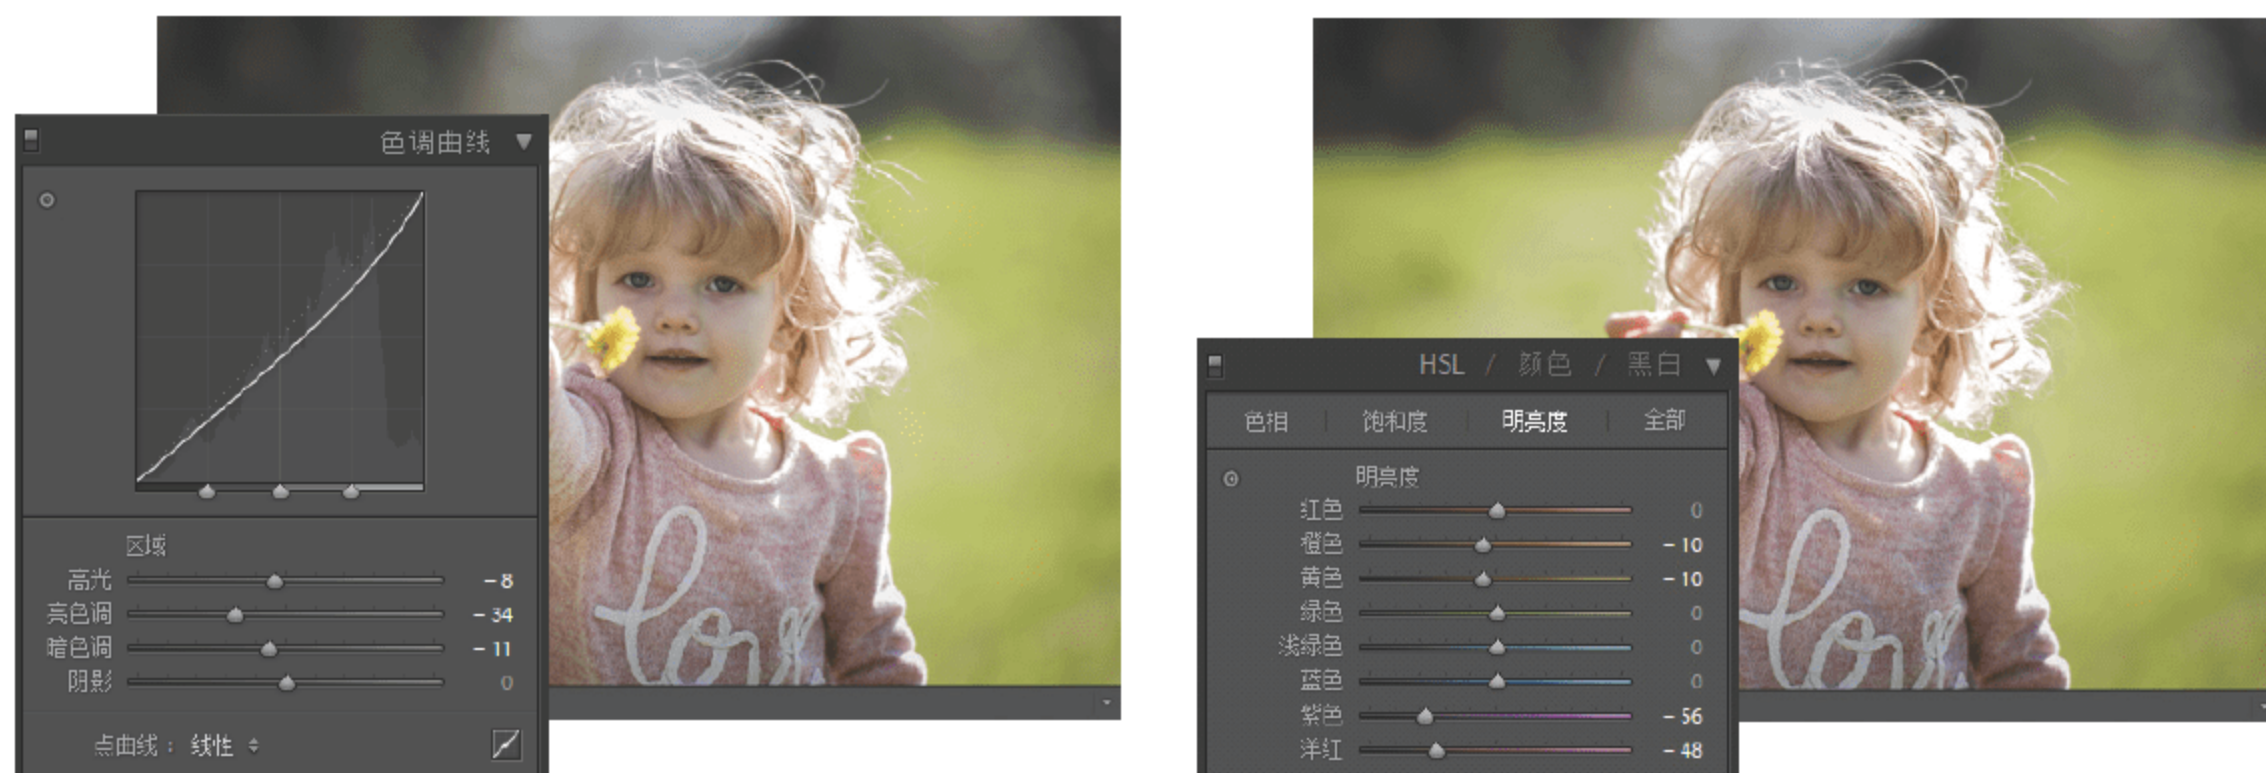 色调曲线
区域
高光 -8
亮色调 -34
暗色调 -11
阴影 0
点曲线： 线性
love
HSL / 颜色 / 黑白
色相 饱和度 明亮度 全部
明亮度
红色 0
橙色 -10
黄色 -10
绿色 0
浅绿色 0
蓝色 0
紫色 -56
洋红 -48
love